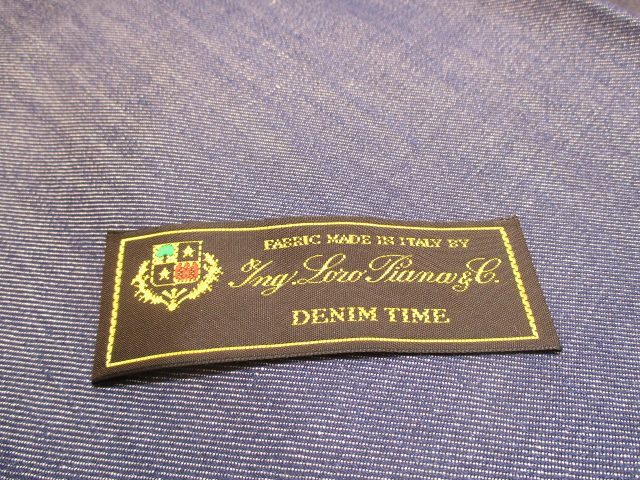 FABRIC MADE IN ITALY BY
Ing. Loro Piana & C.
DENIM TIME